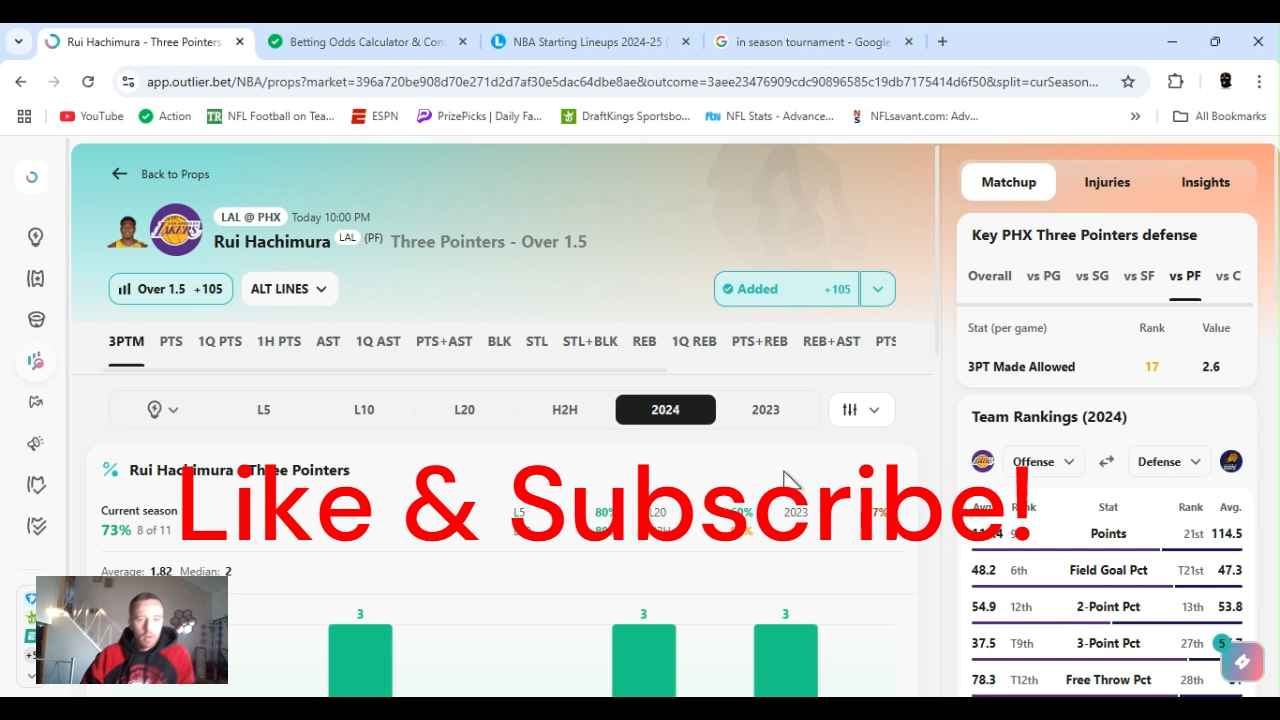 Rui Hachimura - Three Pointers
Betting Odds Calculator & Con
NBA Starting Lineups 2024-25 (
in season tournament - Google
app.outlier.bet/NBA/props?market=396a720be908d70e271d2d7af30e5dac64dbe8ae&outcome=3aee23476909cdc90896585c19db7175414d6f50&split=curSeason...
YouTube
Action
NFL Football on Tea...
ESPN
PrizePicks | Daily Fa...
DraftKings Sportsbo...
NFL Stats - Advance...
NFLsavant.com: Adv...
All Bookmarks
Back to Props
LAL @ PHX Today 10:00 PM
Rui Hachimura LAL (PF) Three Pointers - Over 1.5
Over 1.5 +105
ALT LINES
Added +105
3PTM PTS 1Q PTS 1H PTS AST 1Q AST PTS+AST BLK STL STL+BLK REB 1Q REB PTS+REB REB+AST PTS
L5 L10 L20 H2H 2024 2023
Rui Hachimura - Three Pointers
Current season
73% 8 of 11
L5 80% L20 60% 2023
Average: 1.82 Median: 2
3 3 3
Like & Subscribe!
Matchup Injuries Insights
Key PHX Three Pointers defense
Overall vs PG vs SG vs SF vs PF vs C
Stat (per game) Rank Value
3PT Made Allowed 17 2.6
Team Rankings (2024)
Offense Defense
Stat Rank Avg.
Points 21st 114.5
48.2 6th Field Goal Pct T21st 47.3
54.9 12th 2-Point Pct 13th 53.8
37.5 T9th 3-Point Pct 27th
78.3 T12th Free Throw Pct 28th